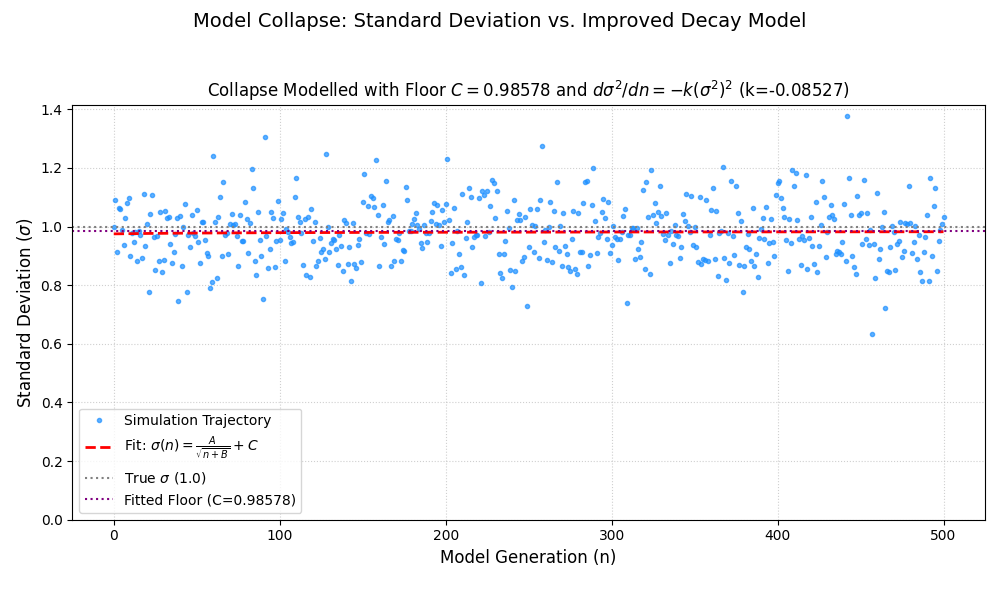 Model Collapse: Standard Deviation vs. Improved Decay Model
Collapse Modelled with Floor C = 0.98578 and dσ²/dn = −k(σ²)² (k=-0.08527)
1.4
1.2
1.0
0.8
0.6
0.4
0.2
0.0
Standard Deviation (σ)
Simulation Trajectory
Fit: σ(n) = A/√(n+B) + C
True σ (1.0)
Fitted Floor (C=0.98578)
0 100 200 300 400 500
Model Generation (n)